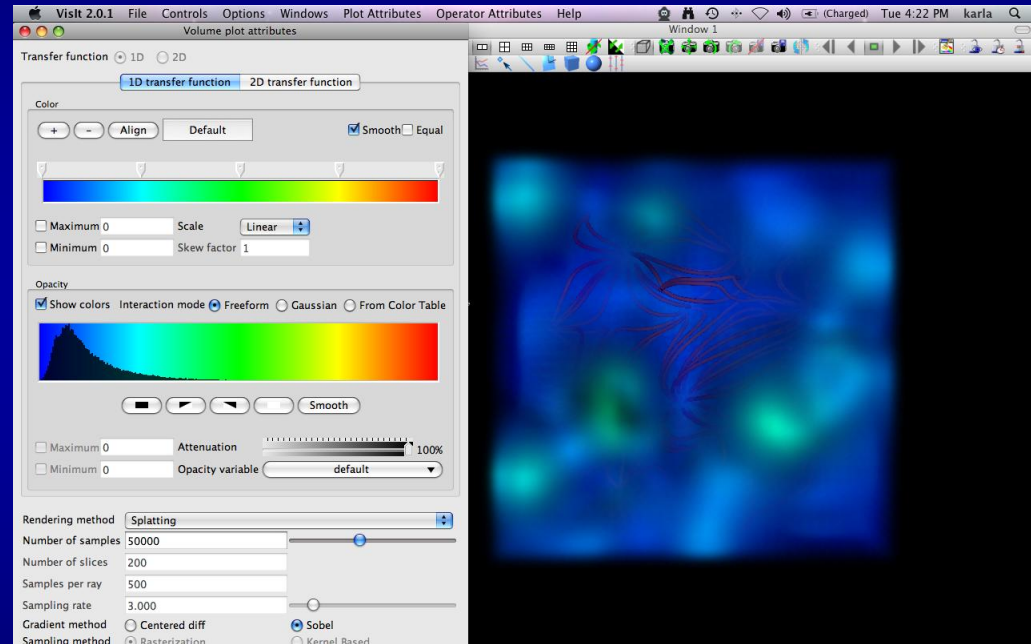 VisIt 2.0.1 File Controls Options Windows Plot Attributes Operator Attributes Help (Charged) Tue 4:22 PM karla
Volume plot attributes
Window 1
Transfer function 1D 2D
1D transfer function 2D transfer function
Color
+ - Align Default Smooth Equal
Maximum 0 Scale Linear
Minimum 0 Skew factor 1
Opacity
Show colors Interaction mode Freeform Gaussian From Color Table
Smooth
Maximum 0 Attenuation 100%
Minimum 0 Opacity variable default
Rendering method Splatting
Number of samples 50000
Number of slices 200
Samples per ray 500
Sampling rate 3.000
Gradient method Centered diff Sobel
Sampling method Rasterization Kernel Based